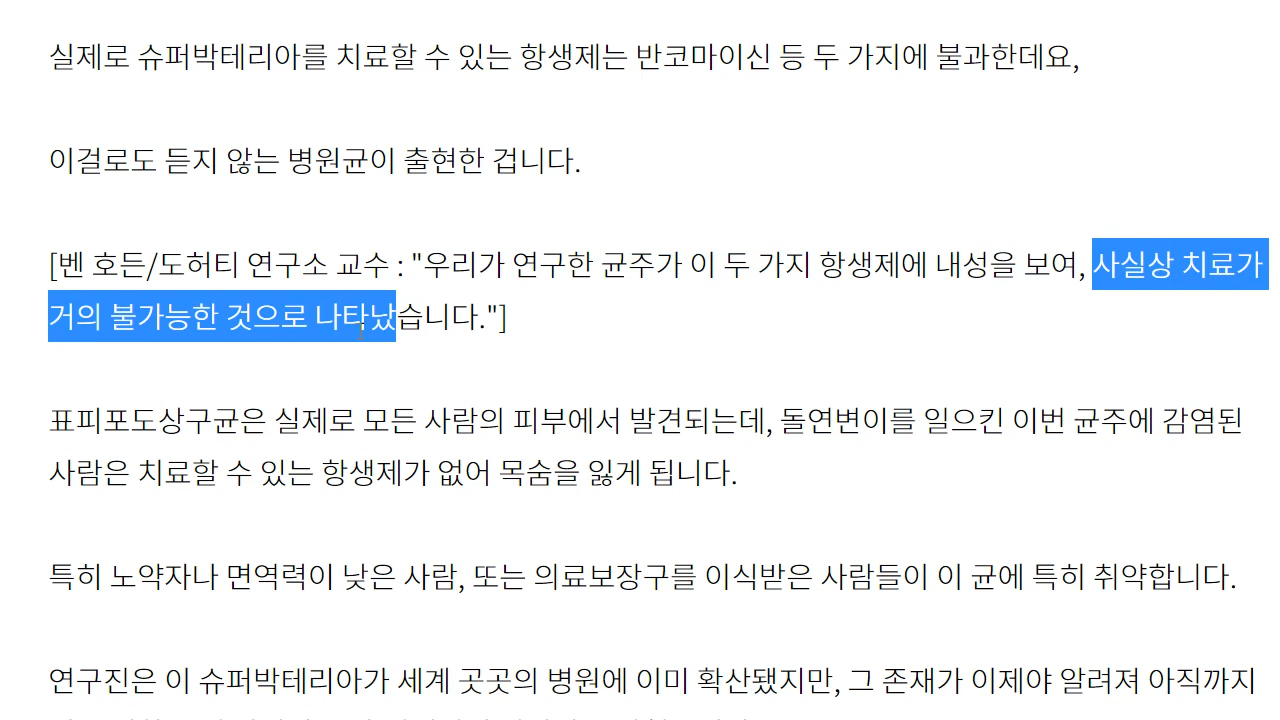 실제로 슈퍼박테리아를 치료할 수 있는 항생제는 반코마이신 등 두 가지에 불과한데요,
이걸로도 듣지 않는 병원균이 출현한 겁니다.
[벤 호든/도허티 연구소 교수 : "우리가 연구한 균주가 이 두 가지 항생제에 내성을 보여, 사실상 치료가
거의 불가능한 것으로 나타났습니다."]
표피포도상구균은 실제로 모든 사람의 피부에서 발견되는데, 돌연변이를 일으킨 이번 균주에 감염된
사람은 치료할 수 있는 항생제가 없어 목숨을 잃게 됩니다.
특히 노약자나 면역력이 낮은 사람, 또는 의료보장구를 이식받은 사람들이 이 균에 특히 취약합니다.
연구진은 이 슈퍼박테리아가 세계 곳곳의 병원에 이미 확산됐지만, 그 존재가 이제야 알려져 아직까지